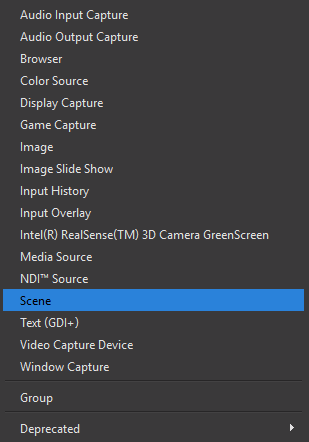 Audio Input Capture
Audio Output Capture
Browser
Color Source
Display Capture
Game Capture
Image
Image Slide Show
Input History
Input Overlay
Intel(R) RealSense(TM) 3D Camera GreenScreen
Media Source
NDI™ Source
Scene
Text (GDI+)
Video Capture Device
Window Capture
Group
Deprecated